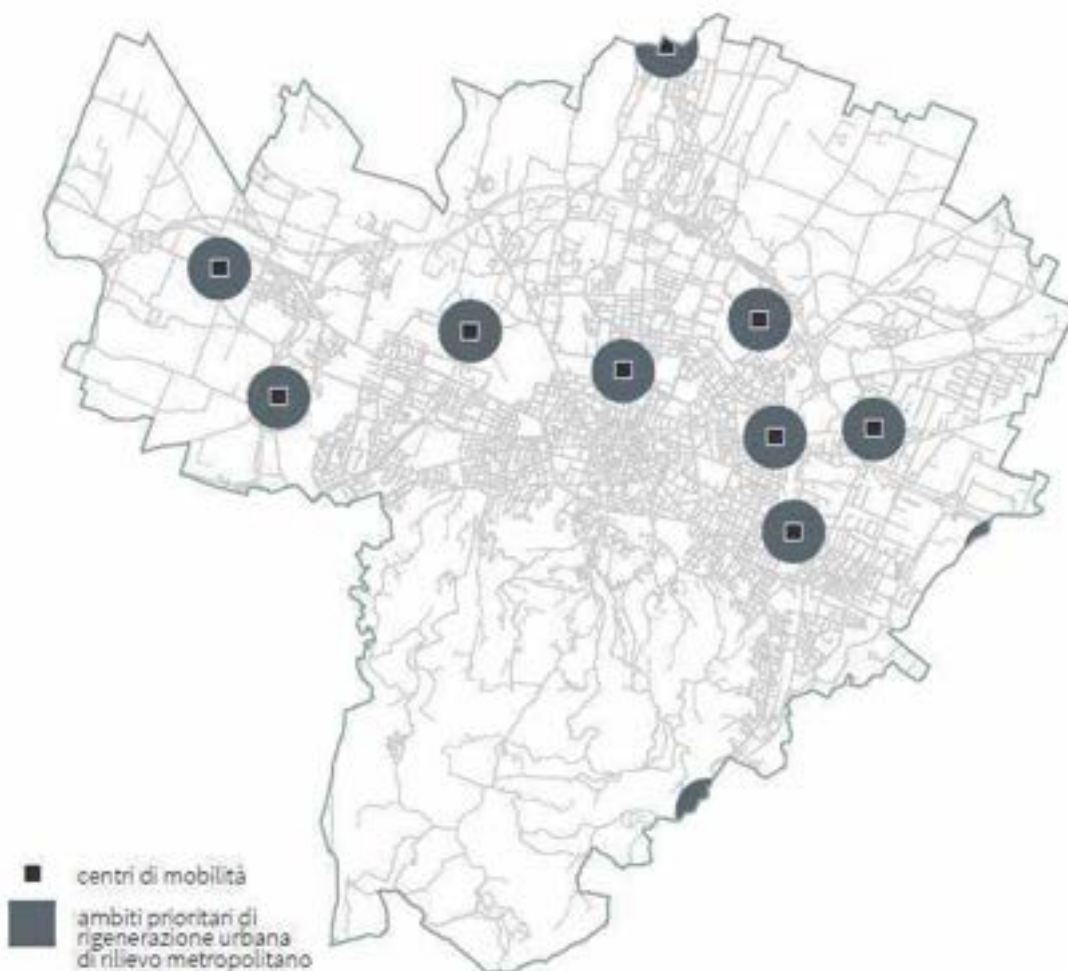 centri di mobilità
ambiti prioritari di
rigenerazione urbana
di rilievo metropolitano